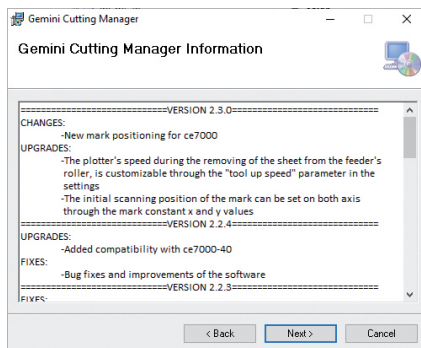 Gemini Cutting Manager
Gemini Cutting Manager Information
============================VERSION 2.3.0============================
CHANGES:
-New mark positioning for ce7000
UPGRADES:
-The plotter's speed during the removing of the sheet from the feeder's
roller, is customizable through the "tool up speed" parameter in the
settings
-The initial scanning position of the mark can be set on both axis
through the mark constant x and y values
============================VERSION 2.2.4============================
UPGRADES:
-Added compatibility with ce7000-40
FIXES:
-Bug fixes and improvements of the software
============================VERSION 2.2.3============================
FIXES:
< Back
Next >
Cancel